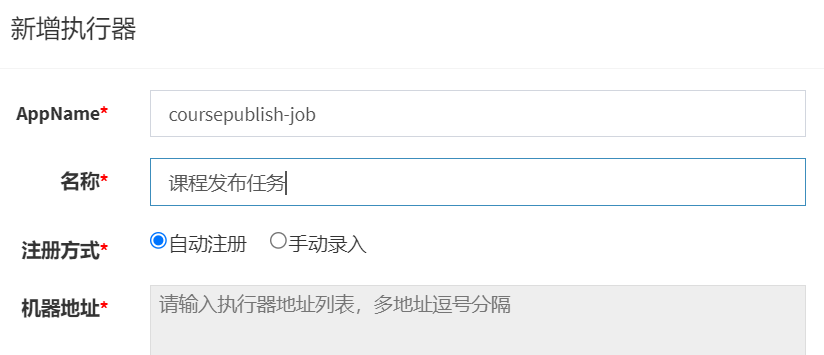 新增执行器
AppName* coursepublish-job
名称* 课程发布任务
注册方式* 自动注册 手动录入
机器地址* 请输入执行器地址列表，多地址逗号分隔